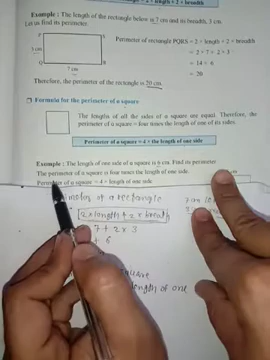 2 × length + 2 × breadth
Example : The length of the rectangle below is 7 cm and its breadth, 3 cm
Let us find its perimeter.
P
S
3 cm
Q
R
7 cm
Perimeter of rectangle PQRS = 2 × length + 2 × breadth
= 2 × 7 + 2 × 3
= 14 + 6
= 20
Therefore, the perimeter of the rectangle is 20 cm.
Formula for the perimeter of a square
The lengths of all the sides of a square are equal. Therefore, the
perimeter of a square = four times the length of one of its sides.
Perimeter of a square = 4 × the length of one side
Example : The length of one side of a square is 6 cm. Find its perimeter
The perimeter of a square is four times the length of one side.
Perimeter of a square = 4 × length of one side
of a rectangle
2 × length + 2 × breadth
7 + 2 × 3
+ 6
length of one